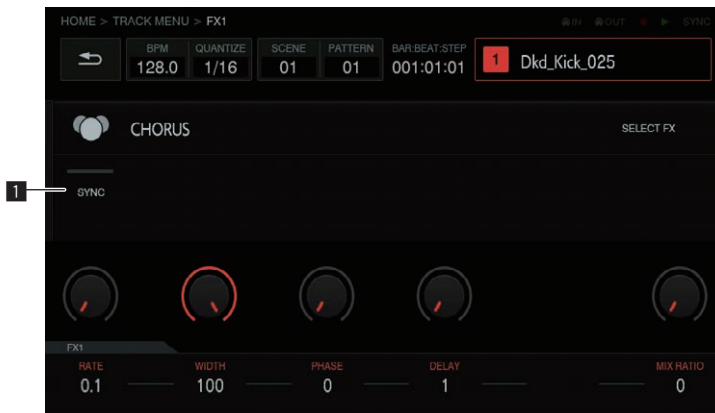 HOME > TRACK MENU > FX1
IN OUT SYNC
BPM QUANTIZE SCENE PATTERN BAR:BEAT:STEP
128.0 1/16 01 01 001:01:01 1 Dkd_Kick_025
CHORUS SELECT FX
1 SYNC
FX1
RATE WIDTH PHASE DELAY MIX RATIO
0.1 100 0 1 0